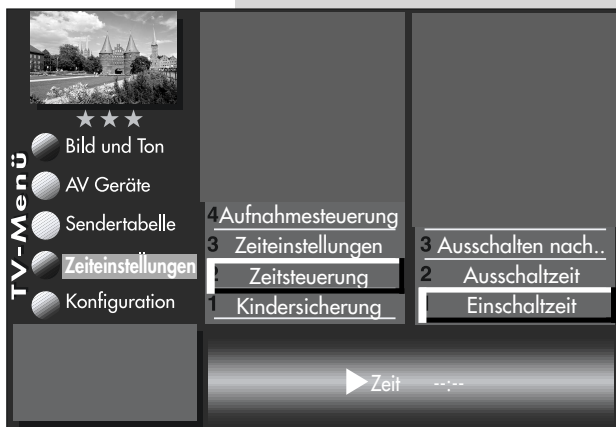 TV-Menü
Bild und Ton
AV Geräte
Sendertabelle
Zeiteinstellungen
Konfiguration
4 Aufnahmesteuerung
3 Zeiteinstellungen
2 Zeitsteuerung
1 Kindersicherung
3 Ausschalten nach..
2 Ausschaltzeit
1 Einschaltzeit
Zeit --:--